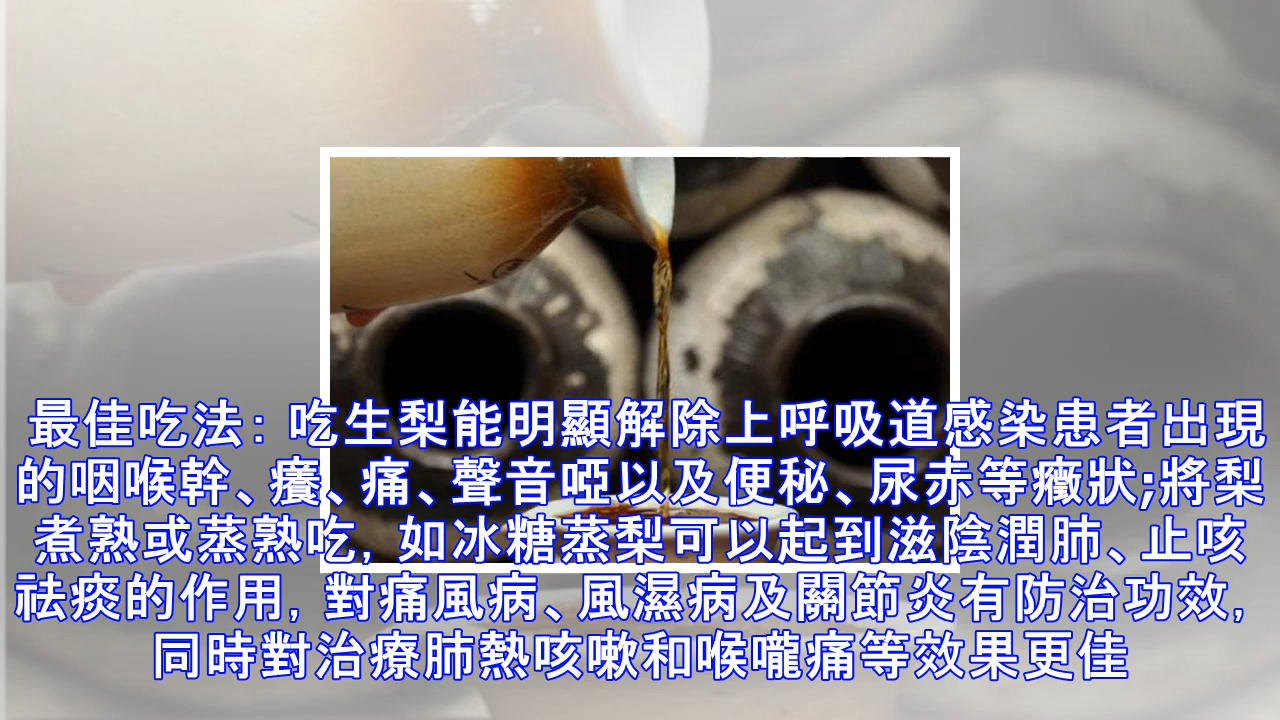 最佳吃法：吃生梨能明顯解除上呼吸道感染患者出現
的咽喉幹、癢、痛、聲音啞以及便秘、尿赤等癥狀;將梨
煮熟或蒸熟吃，如冰糖蒸梨可以起到滋陰潤肺、止咳
祛痰的作用，對痛風病、風濕病及關節炎有防治功效，
同時對治療肺熱咳嗽和喉嚨痛等效果更佳